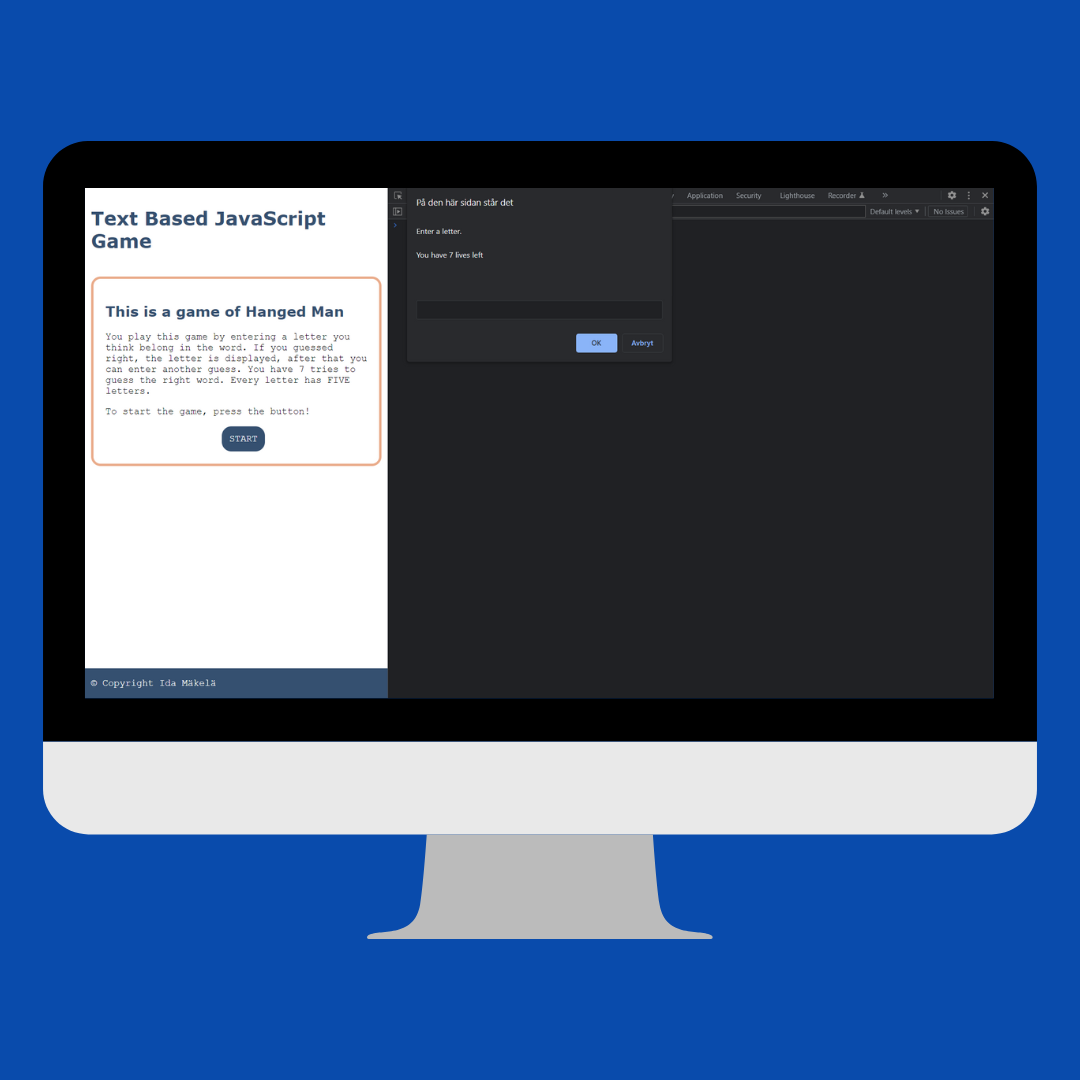 Text Based JavaScript
Game
This is a game of Hanged Man
You play this game by entering a letter you
think belong in the word. If you guessed
right, the letter is displayed, after that you
can enter another guess. You have 7 tries to
guess the right word. Every letter has FIVE
letters.
To start the game, press the button!
START
© Copyright Ida Mäkelä
På den här sidan står det
Enter a letter.
You have 7 lives left
OK Avbryt
Application Security Lighthouse Recorder
Default levels No Issues